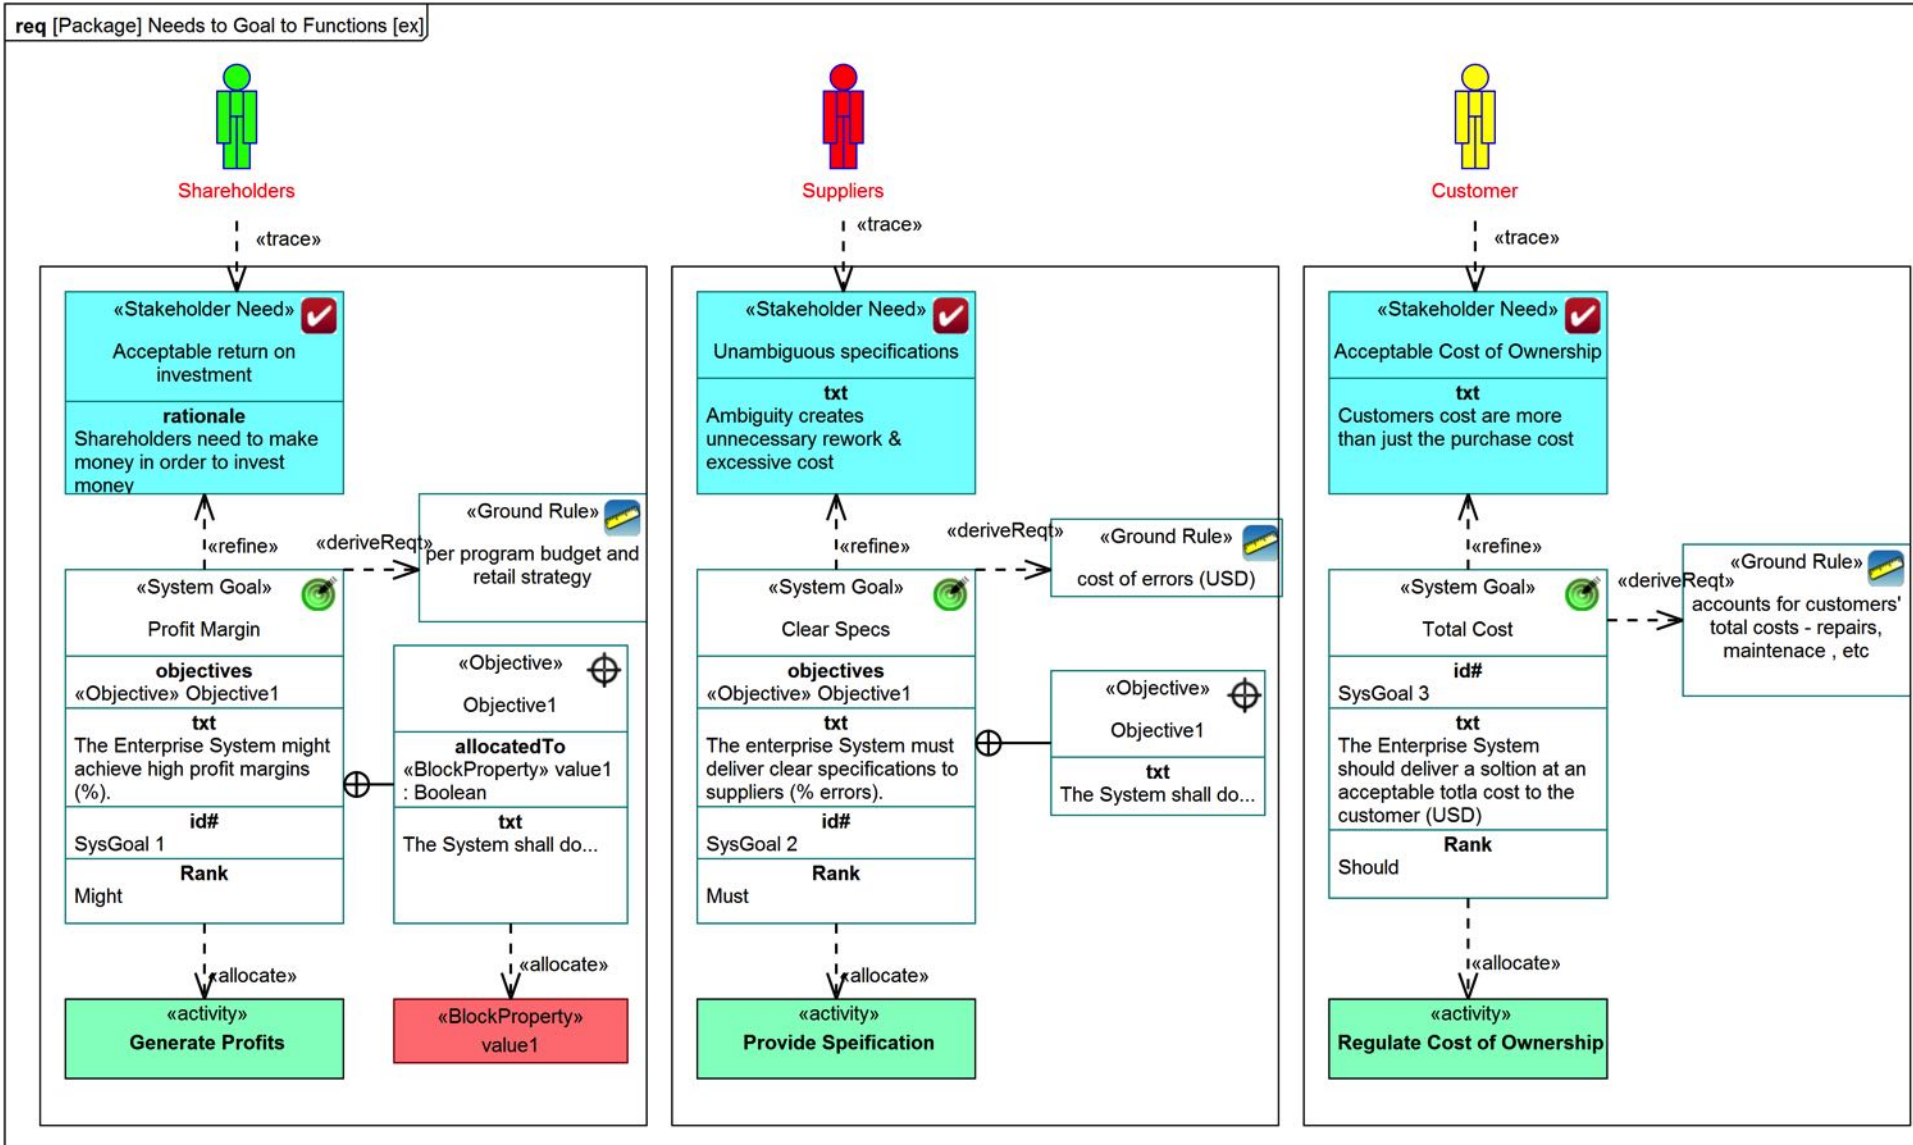 req [Package] Needs to Goal to Functions [ex]
Shareholders
«trace»
«Stakeholder Need»
Acceptable return on
investment
rationale
Shareholders need to make
money in order to invest
money
«refine»
«deriveReqt»
«Ground Rule»
per program budget and
retail strategy
«System Goal»
Profit Margin
objectives
«Objective» Objective1
txt
The Enterprise System might
achieve high profit margins
(%).
id#
SysGoal 1
Rank
Might
«Objective»
Objective1
allocatedTo
«BlockProperty» value1
: Boolean
txt
The System shall do...
«allocate»
«allocate»
«activity»
Generate Profits
«BlockProperty»
value1
Suppliers
«trace»
«Stakeholder Need»
Unambiguous specifications
txt
Ambiguity creates
unnecessary rework &
excessive cost
«refine»
«deriveReqt»
«Ground Rule»
cost of errors (USD)
«System Goal»
Clear Specs
objectives
«Objective» Objective1
txt
The enterprise System must
deliver clear specifications to
suppliers (% errors).
id#
SysGoal 2
Rank
Must
«Objective»
Objective1
txt
The System shall do...
«allocate»
«activity»
Provide Speification
Customer
«trace»
«Stakeholder Need»
Acceptable Cost of Ownership
txt
Customers cost are more
than just the purchase cost
«refine»
«deriveReqt»
«Ground Rule»
accounts for customers'
total costs - repairs,
maintenace , etc
«System Goal»
Total Cost
id#
SysGoal 3
txt
The Enterprise System
should deliver a soltion at an
acceptable totla cost to the
customer (USD)
Rank
Should
«allocate»
«activity»
Regulate Cost of Ownership